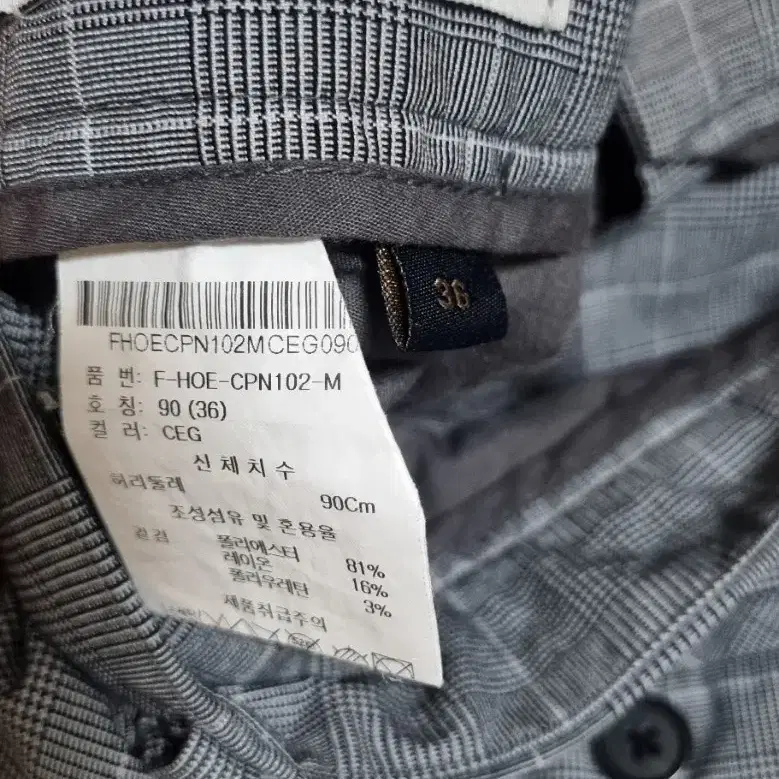 FHOECPN102MCEG090
36
품 번: F-HOE-CPN102-M
호 칭: 90 (36)
컬 러: CEG
신 체 치 수
허리둘레 90Cm
조성섬유 및 혼용율
겉감 폴리에스터 81%
레이온 16%
폴리우레탄 3%
세품취급주의